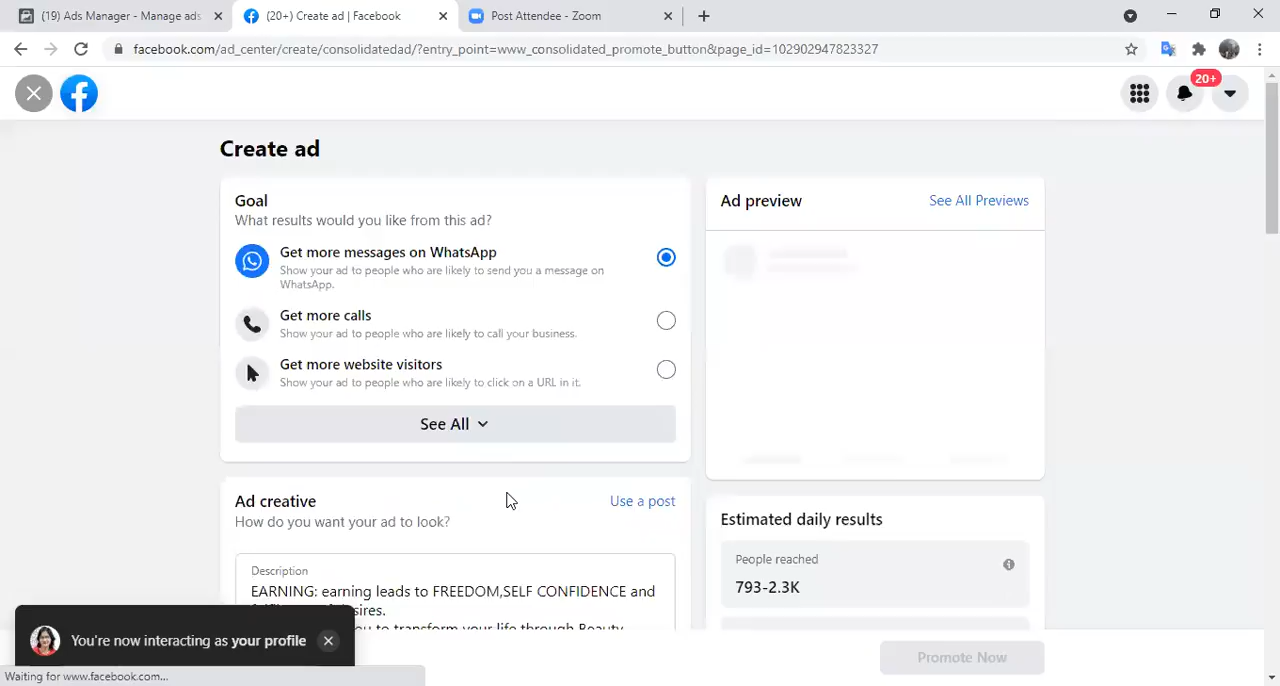 (19) Ads Manager - Manage ads
(20+) Create ad | Facebook
Post Attendee - Zoom
facebook.com/ad_center/create/consolidatedad/?entry_point=www_consolidated_promote_button&page_id=102902947823327
20+
Create ad
Goal
What results would you like from this ad?
Get more messages on WhatsApp
Show your ad to people who are likely to send you a message on
WhatsApp.
Get more calls
Show your ad to people who are likely to call your business.
Get more website visitors
Show your ad to people who are likely to click on a URL in it.
See All
Ad creative
Use a post
How do you want your ad to look?
Description
EARNING: earning leads to FREEDOM,SELF CONFIDENCE and
to transform your life through Beauty
Ad preview
See All Previews
Estimated daily results
People reached
793-2.3K
Promote Now
You're now interacting as your profile
Waiting for www.facebook.com...